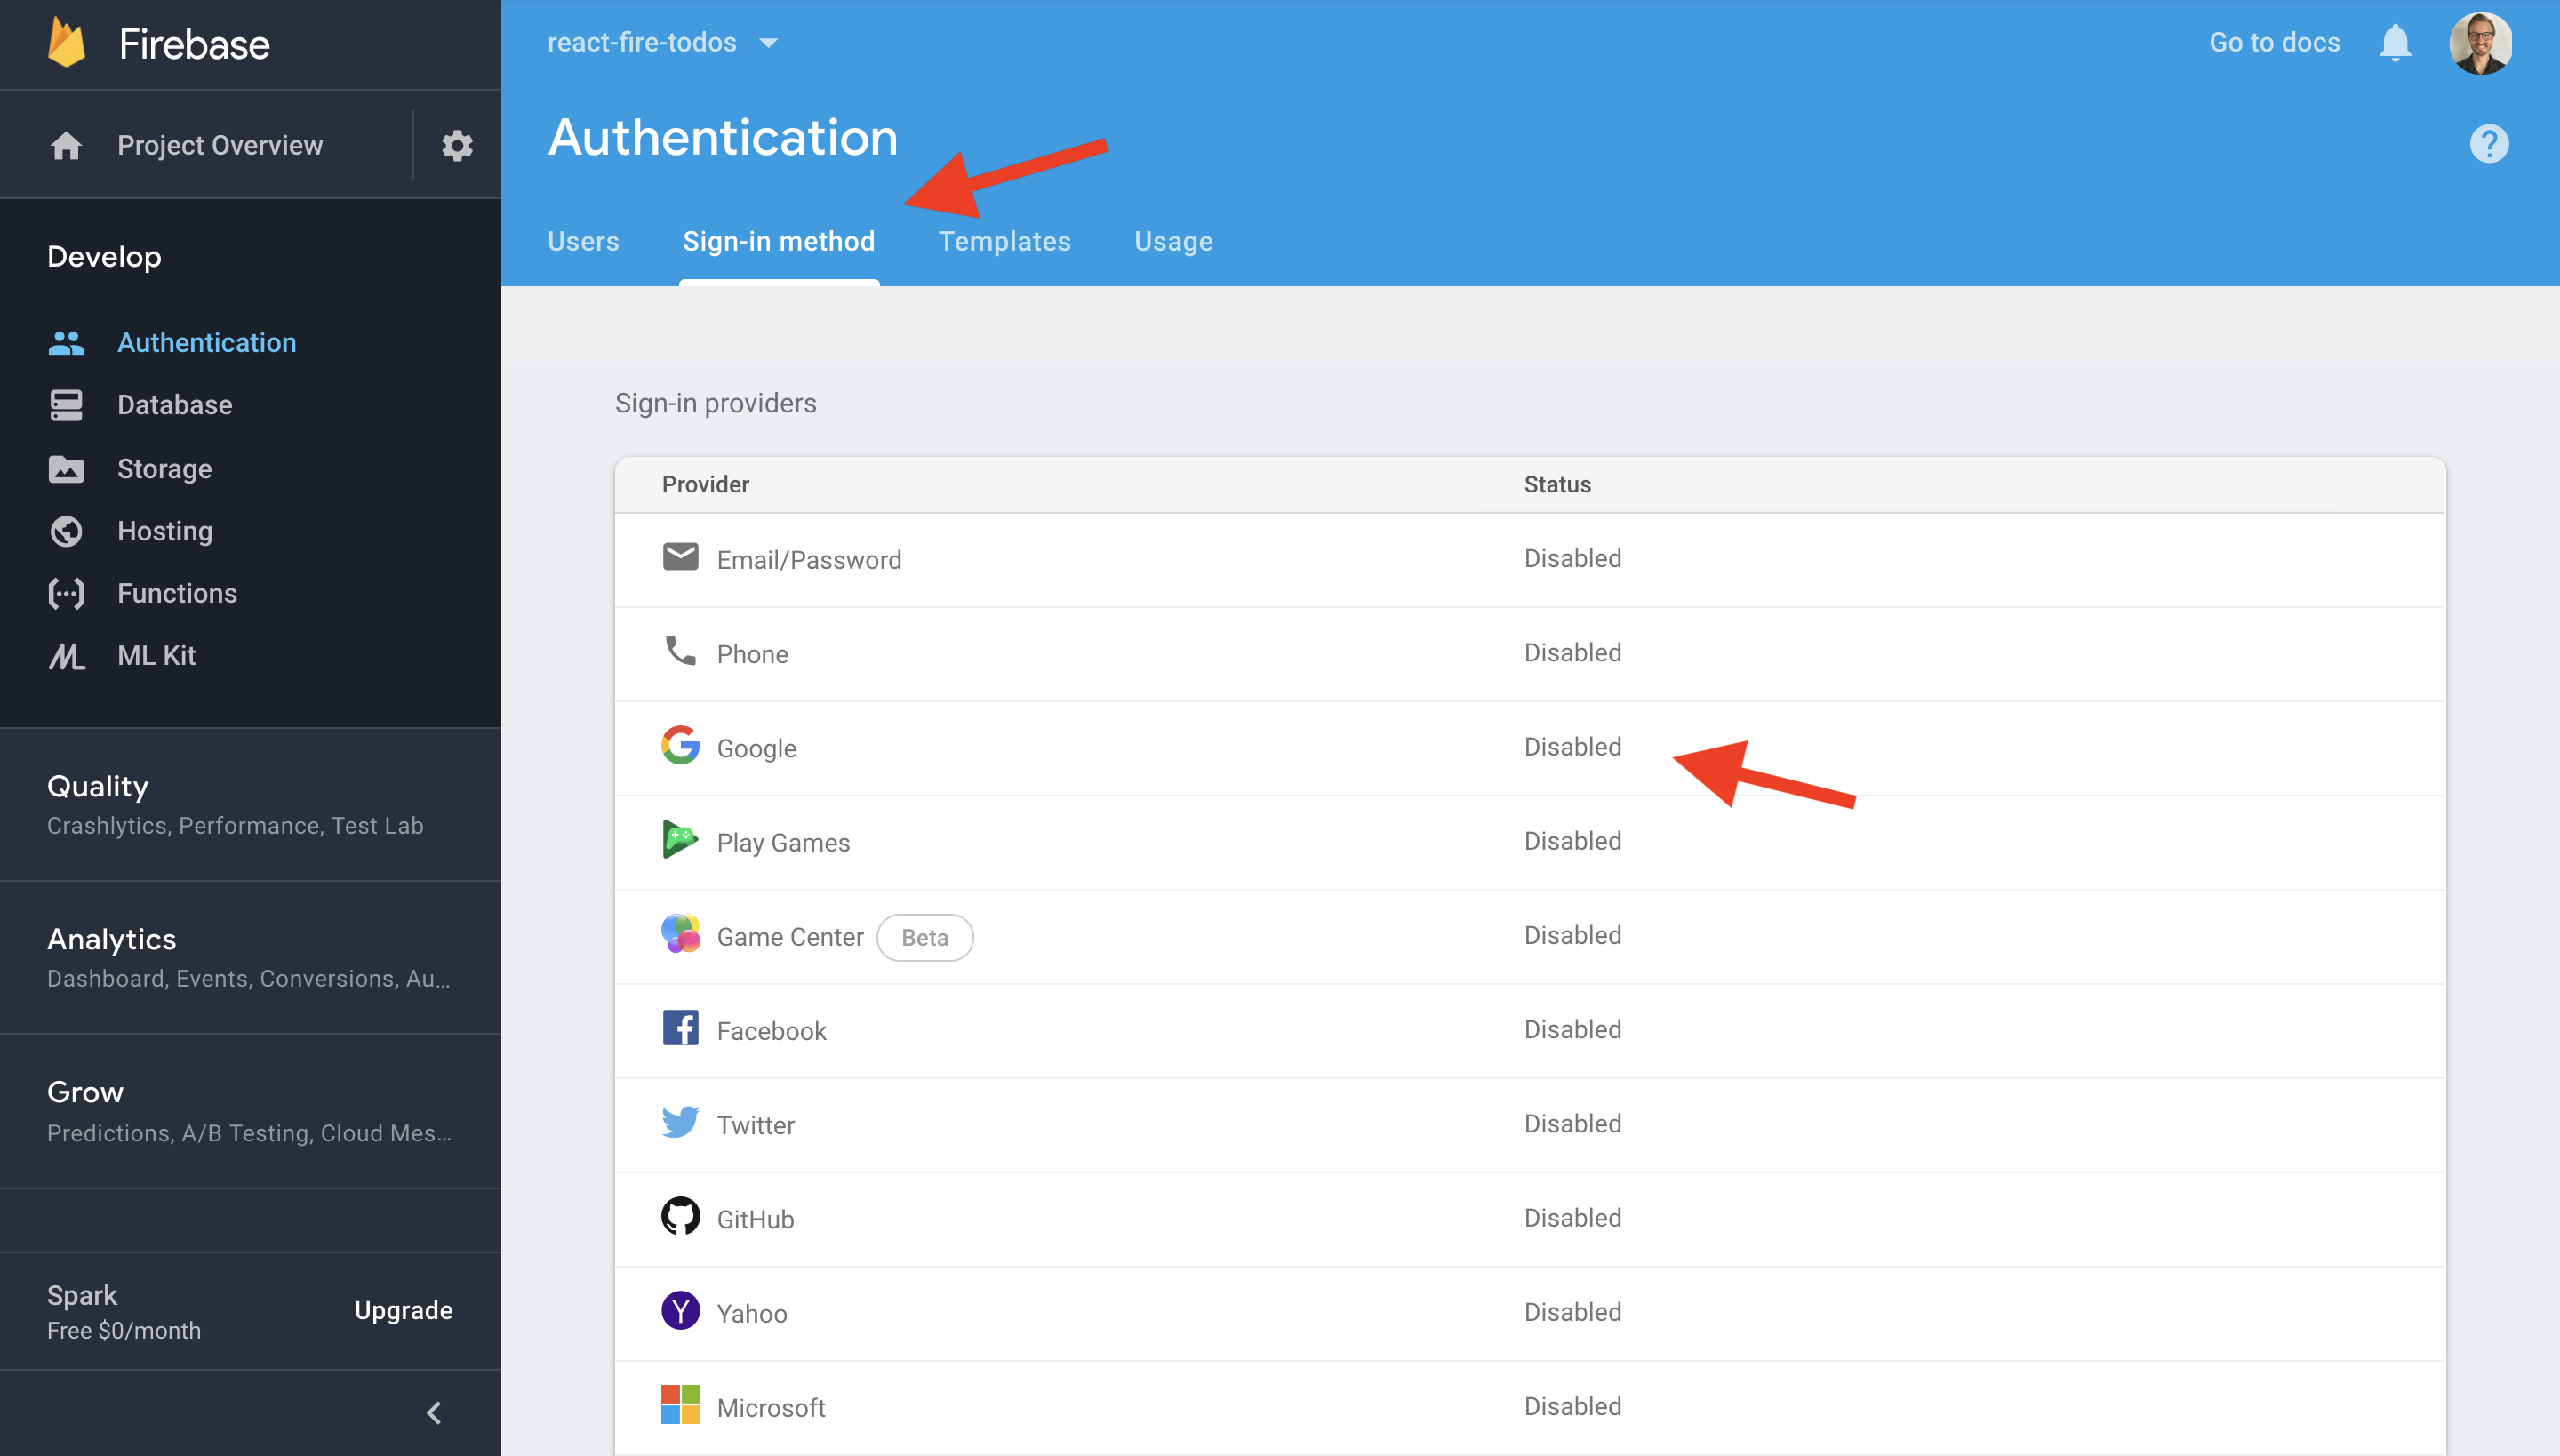 Firebase
Project Overview
Develop
Authentication
Database
Storage
Hosting
Functions
ML Kit
Quality
Crashlytics, Performance, Test Lab
Analytics
Dashboard, Events, Conversions, Au...
Grow
Predictions, A/B Testing, Cloud Mes...
Spark
Free $0/month
Upgrade
react-fire-todos
Go to docs
Authentication
?
Users Sign-in method Templates Usage
Sign-in providers
Provider Status
Email/Password Disabled
Phone Disabled
Google Disabled
Play Games Disabled
Game Center Beta Disabled
Facebook Disabled
Twitter Disabled
GitHub Disabled
Yahoo Disabled
Microsoft Disabled